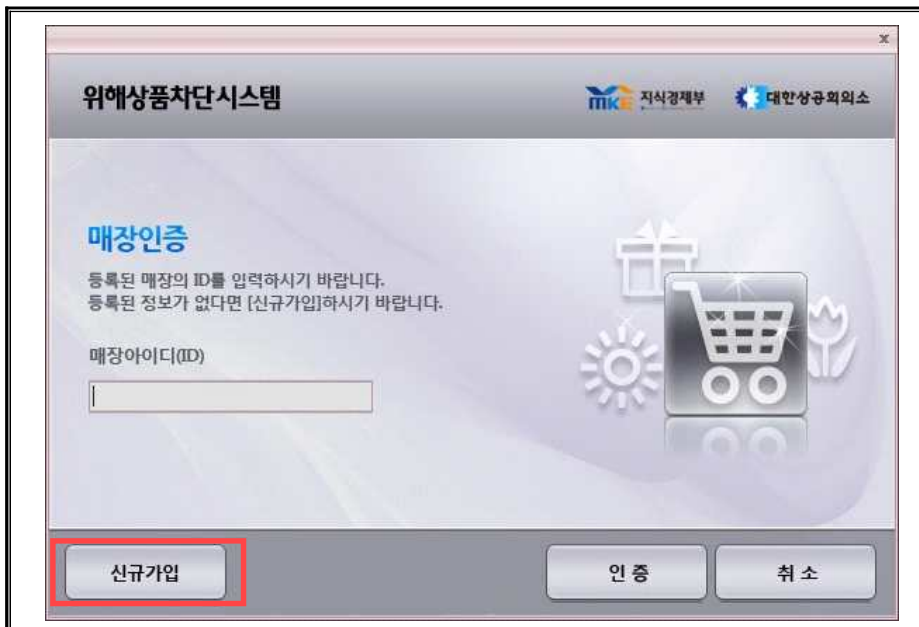 x
위해상품차단시스템
mke 지식경제부 대한상공회의소
매장인증
등록된 매장의 ID를 입력하시기 바랍니다.
등록된 정보가 없다면 [신규가입]하시기 바랍니다.
매장아이디(ID)
신규가입 인 증 취 소